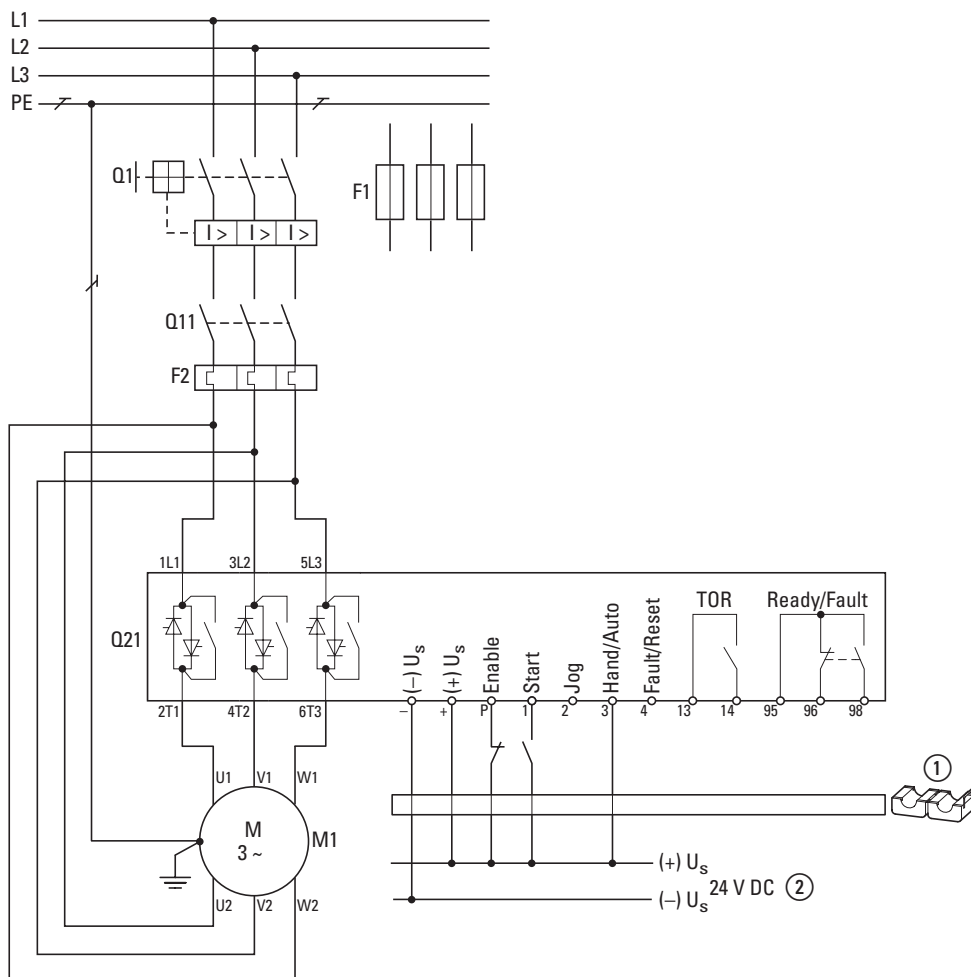 L1
L2
L3
PE
Q1
F1
I > I > I >
Q11
F2
1L1 3L2 5L3
TOR Ready/Fault
Q21
(–) Us
(+) Us
Enable
Start
Jog
Hand/Auto
Fault/Reset
2T1 4T2 6T3
– + P 1 2 3 4 13 14 95 96 98
U1 V1 W1
1
M
3 ~
M1
(+) Us
24 V DC 2
(–) Us
U2 V2 W2